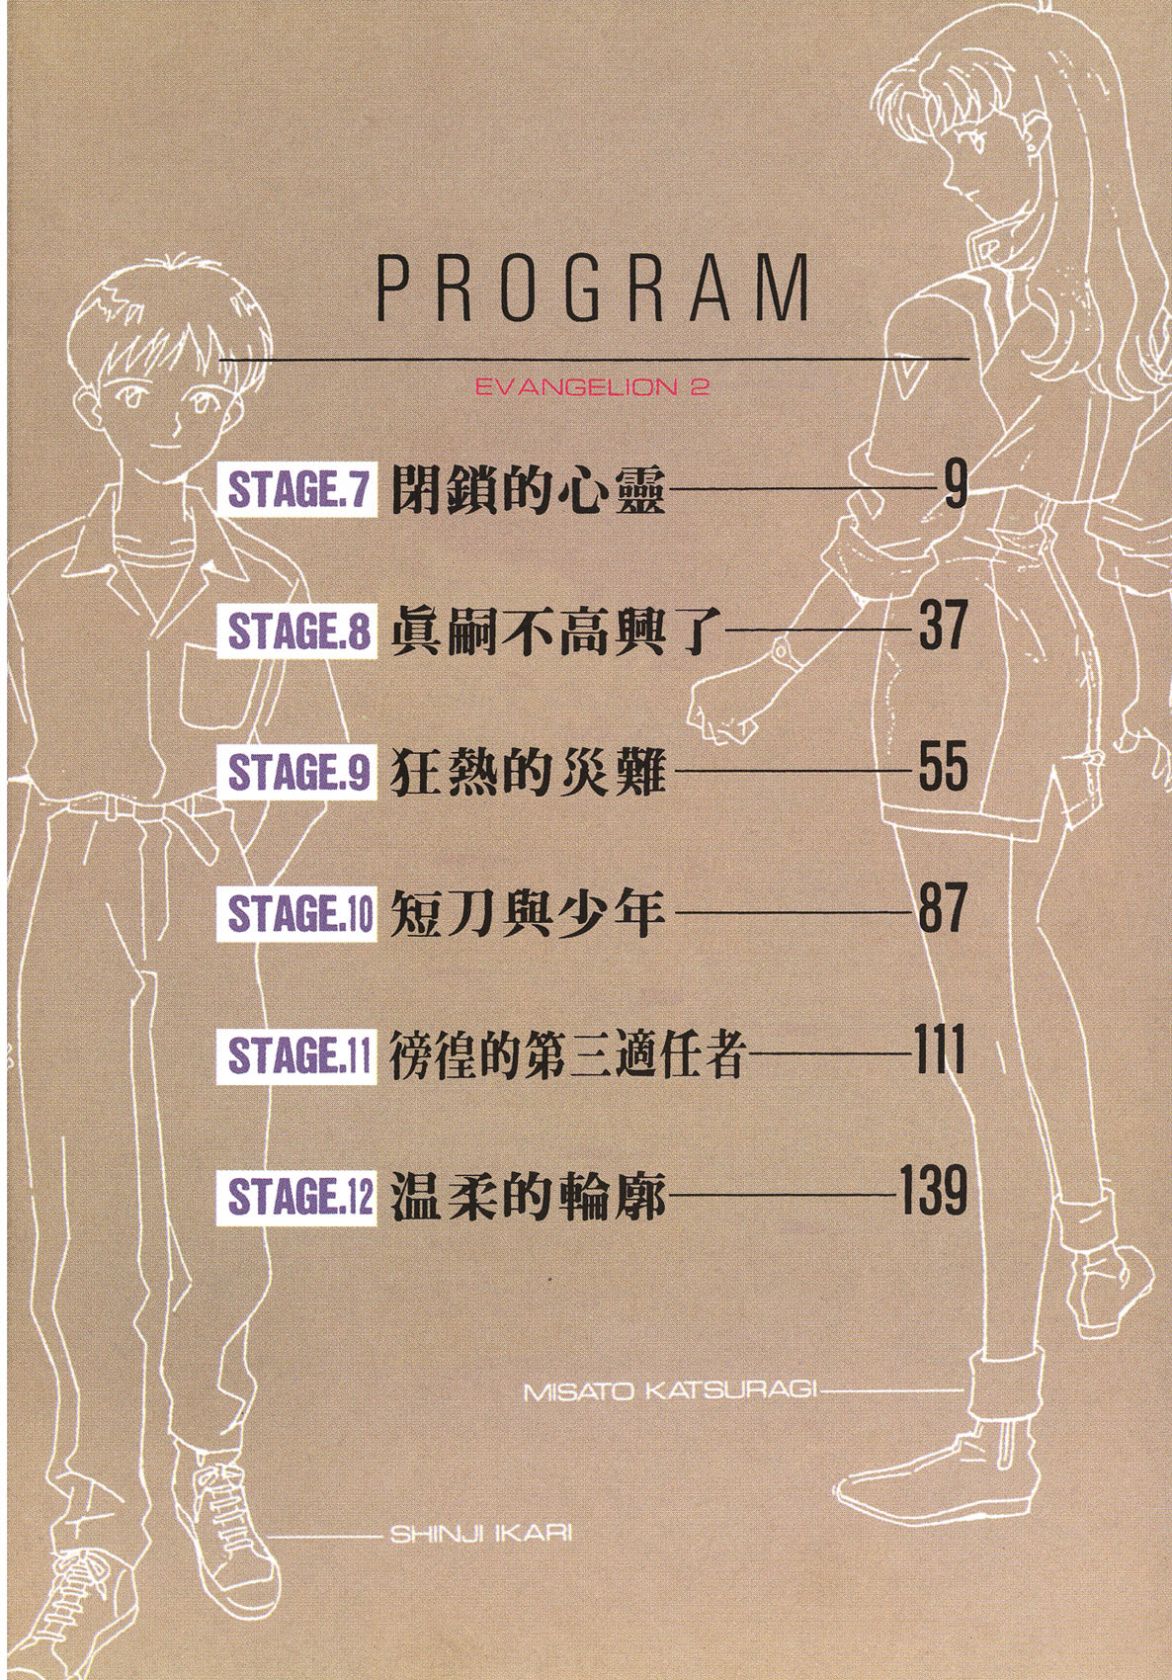 PROGRAM
EVANGELION 2
STAGE.7 閉鎖的心靈 9
STAGE.8 眞嗣不高興了 37
STAGE.9 狂熱的災難 55
STAGE.10 短刀與少年 87
STAGE.11 徬徨的第三適任者 111
STAGE.12 温柔的輪廓 139
MISATO KATSURAGI
SHINJI IKARI